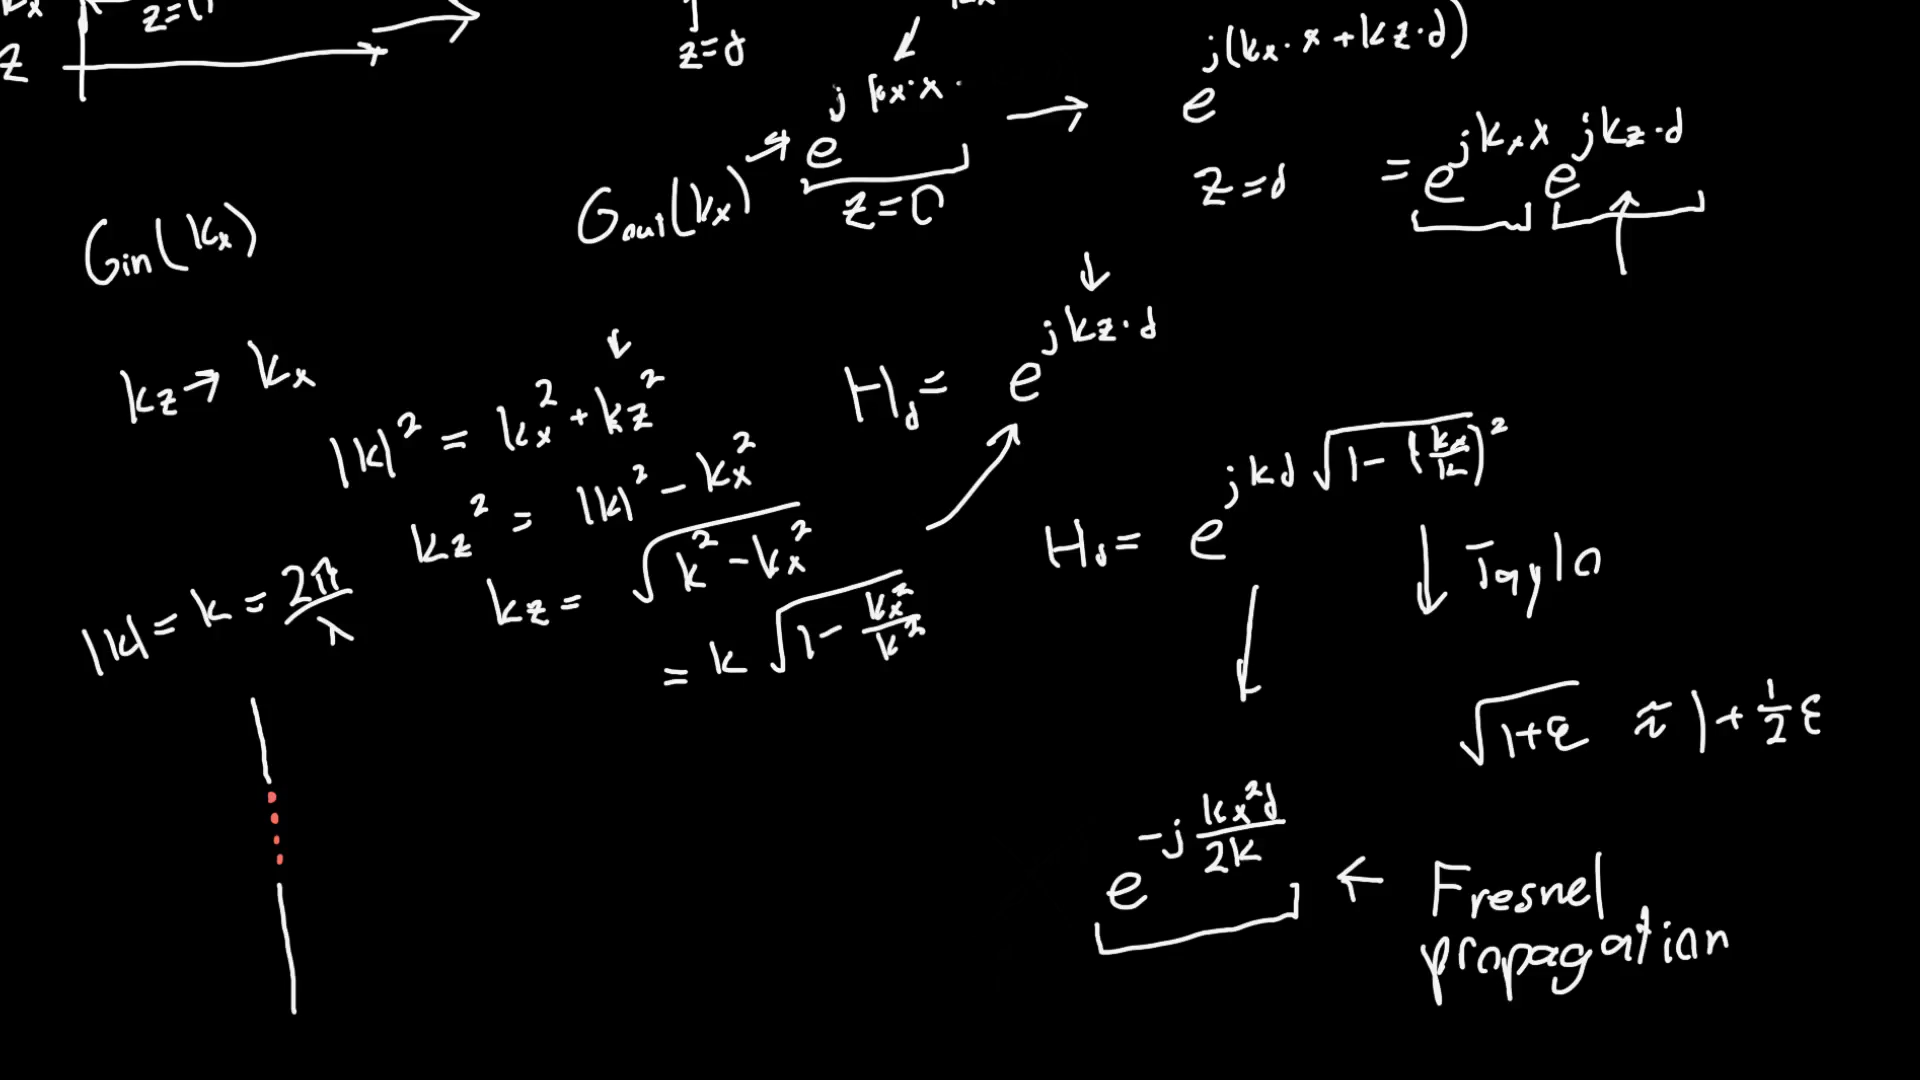 z=0
z
z=d
e^{j kx·x} → e^{j(kx·x+kz·d)}
z=0
z=d = e^{jkxx} e^{jkz·d}
Gin(kx)
Gout(kx)
kz → kx
|k|² = kx² + kz²
Hd = e^{jkz·d}
kz² = |k|² − kx²
|k| = k = 2π/λ
kz = √(k² − kx²)
= k √(1 − kx²/k²)
Hd = e^{jkd √(1 − (kx/k)²}
Taylo
√(1+ε) ≈ 1 + 1/2 ε
e^{−j kx²d/2k} ← Fresnel
propagation